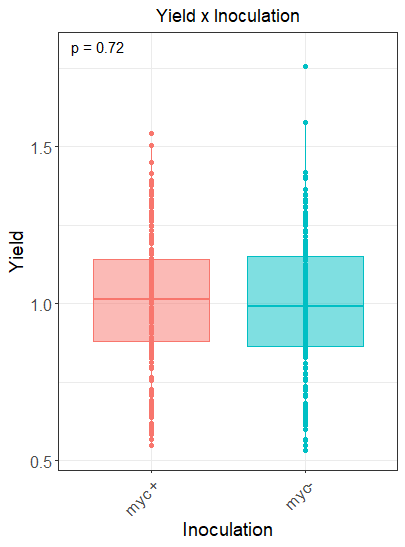 Yield x Inoculation
p = 0.72
Yield
1.5
1.0
0.5
myc+
myc-
Inoculation